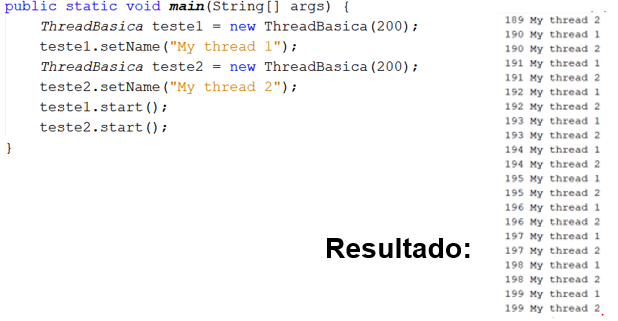 public static void main(String[] args) {
ThreadBasica teste1 = new ThreadBasica(200);
teste1.setName("My thread 1");
ThreadBasica teste2 = new ThreadBasica(200);
teste2.setName("My thread 2");
teste1.start();
teste2.start();
}
Resultado:
189 My thread 2
190 My thread 1
190 My thread 2
191 My thread 1
191 My thread 2
192 My thread 1
192 My thread 2
193 My thread 1
193 My thread 2
194 My thread 1
194 My thread 2
195 My thread 1
195 My thread 2
196 My thread 1
196 My thread 2
197 My thread 1
197 My thread 2
198 My thread 1
198 My thread 2
199 My thread 1
199 My thread 2